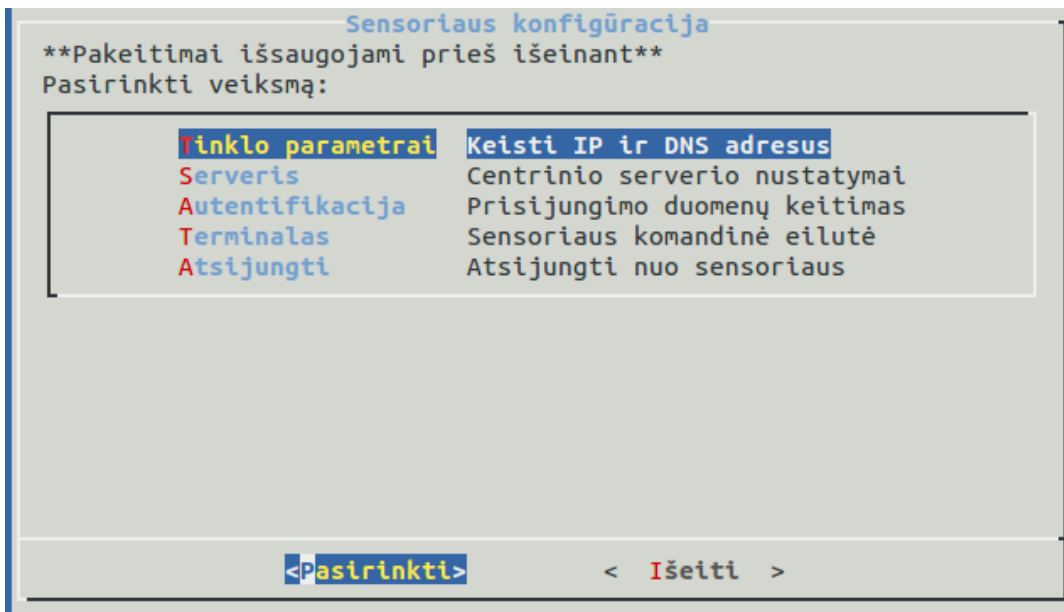 Sensoriaus konfigūracija
**Pakeitimai išsaugojami prieš išeinant**
Pasirinkti veiksmą:
Tinklo parametrai Keisti IP ir DNS adresus
Serveris Centrinio serverio nustatymai
Autentifikacija Prisijungimo duomenų keitimas
Terminalas Sensoriaus komandinė eilutė
Atsijungti Atsijungti nuo sensoriaus
<Pasirinkti> < Išeiti >